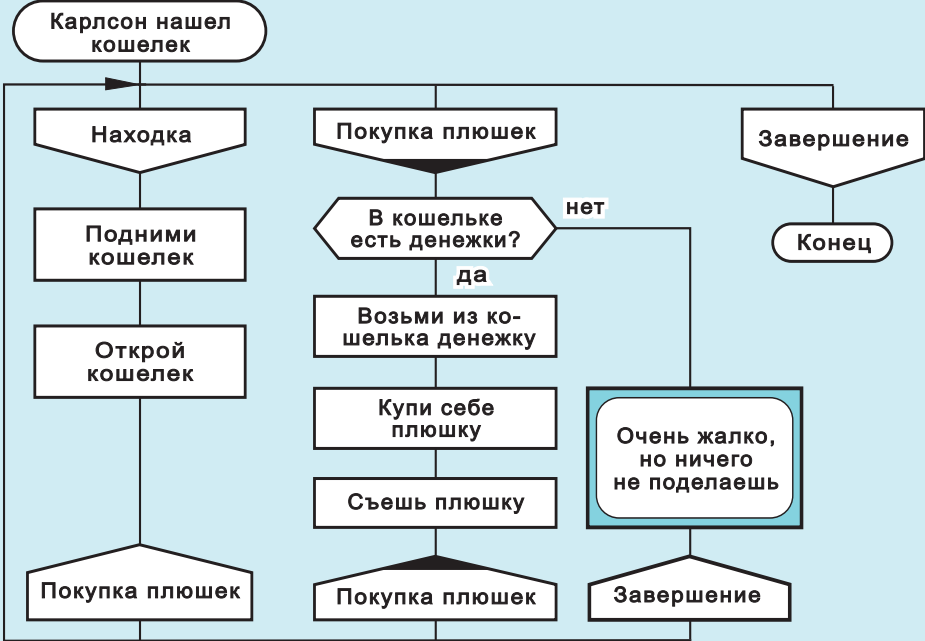 Карлсон нашел
кошелек
Находка
Подними
кошелек
Открой
кошелек
Покупка плюшек
Покупка плюшек
В кошельке
есть денежки?
нет
да
Возьми из ко-
шелька денежку
Купи себе
плюшку
Съешь плюшку
Покупка плюшек
Очень жалко,
но ничего
не поделаешь
Завершение
Завершение
Конец